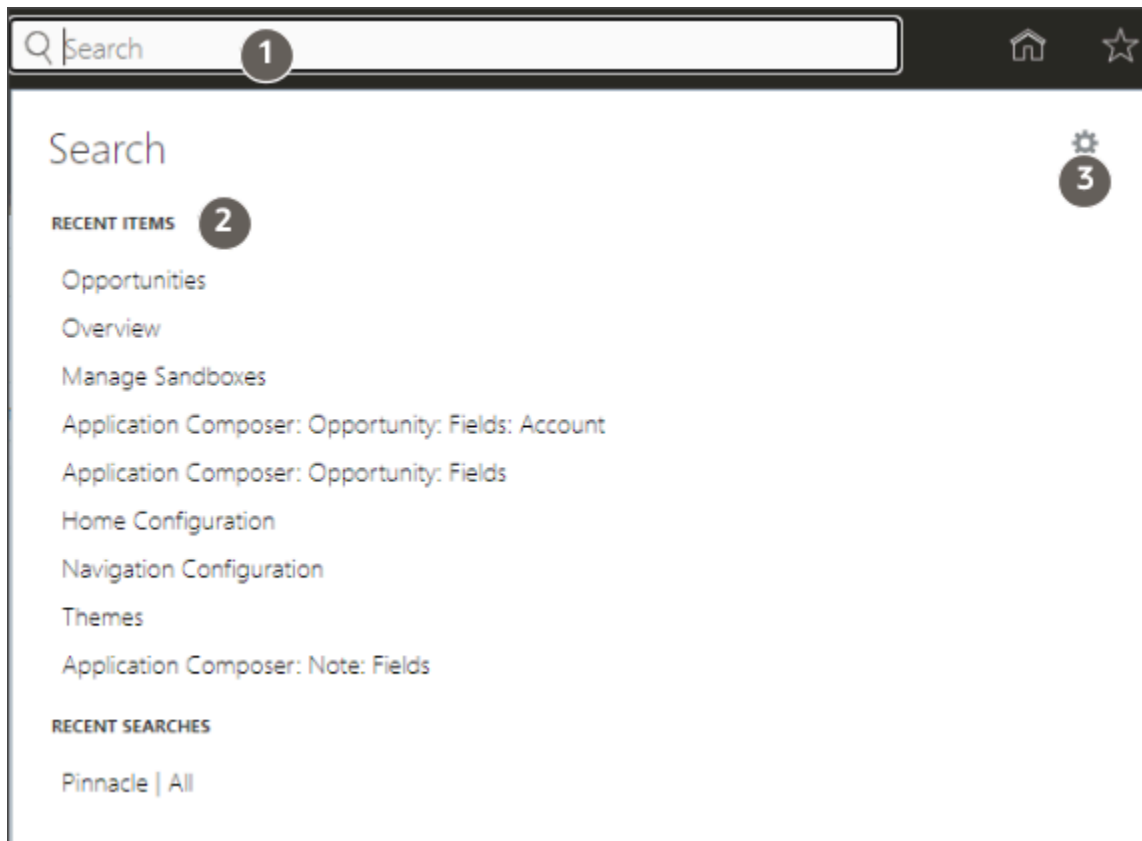 Search 1
Search
3
RECENT ITEMS 2
Opportunities
Overview
Manage Sandboxes
Application Composer: Opportunity: Fields: Account
Application Composer: Opportunity: Fields
Home Configuration
Navigation Configuration
Themes
Application Composer: Note: Fields
RECENT SEARCHES
Pinnacle | All